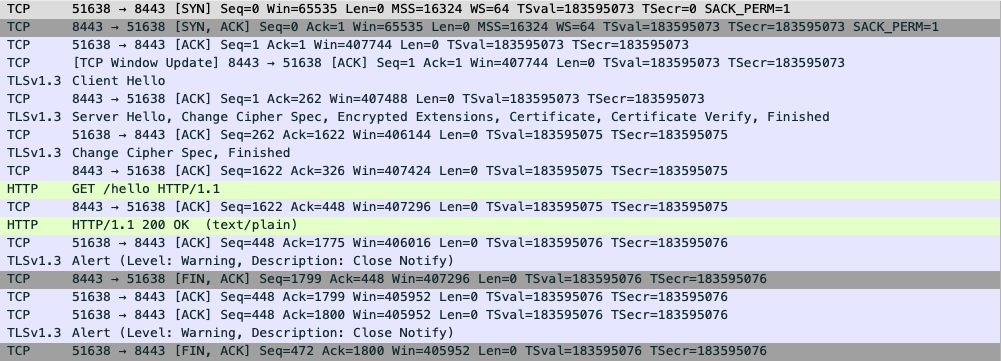 TCP 51638 → 8443 [SYN] Seq=0 Win=65535 Len=0 MSS=16324 WS=64 TSval=183595073 TSecr=0 SACK_PERM=1
TCP 8443 → 51638 [SYN, ACK] Seq=0 Ack=1 Win=65535 Len=0 MSS=16324 WS=64 TSval=183595073 TSecr=183595073 SACK_PERM=1
TCP 51638 → 8443 [ACK] Seq=1 Ack=1 Win=407744 Len=0 TSval=183595073 TSecr=183595073
TCP [TCP Window Update] 8443 → 51638 [ACK] Seq=1 Ack=1 Win=407744 Len=0 TSval=183595073 TSecr=183595073
TLSv1.3 Client Hello
TCP 8443 → 51638 [ACK] Seq=1 Ack=262 Win=407488 Len=0 TSval=183595073 TSecr=183595073
TLSv1.3 Server Hello, Change Cipher Spec, Encrypted Extensions, Certificate, Certificate Verify, Finished
TCP 51638 → 8443 [ACK] Seq=262 Ack=1622 Win=406144 Len=0 TSval=183595075 TSecr=183595075
TLSv1.3 Change Cipher Spec, Finished
TCP 8443 → 51638 [ACK] Seq=1622 Ack=326 Win=407424 Len=0 TSval=183595075 TSecr=183595075
HTTP GET /hello HTTP/1.1
TCP 8443 → 51638 [ACK] Seq=1622 Ack=448 Win=407296 Len=0 TSval=183595075 TSecr=183595075
HTTP HTTP/1.1 200 OK (text/plain)
TCP 51638 → 8443 [ACK] Seq=448 Ack=1775 Win=406016 Len=0 TSval=183595076 TSecr=183595076
TLSv1.3 Alert (Level: Warning, Description: Close Notify)
TCP 8443 → 51638 [FIN, ACK] Seq=1799 Ack=448 Win=407296 Len=0 TSval=183595076 TSecr=183595076
TCP 51638 → 8443 [ACK] Seq=448 Ack=1799 Win=405952 Len=0 TSval=183595076 TSecr=183595076
TCP 51638 → 8443 [ACK] Seq=448 Ack=1800 Win=405952 Len=0 TSval=183595076 TSecr=183595076
TLSv1.3 Alert (Level: Warning, Description: Close Notify)
TCP 51638 → 8443 [FIN, ACK] Seq=472 Ack=1800 Win=405952 Len=0 TSval=183595076 TSecr=183595076